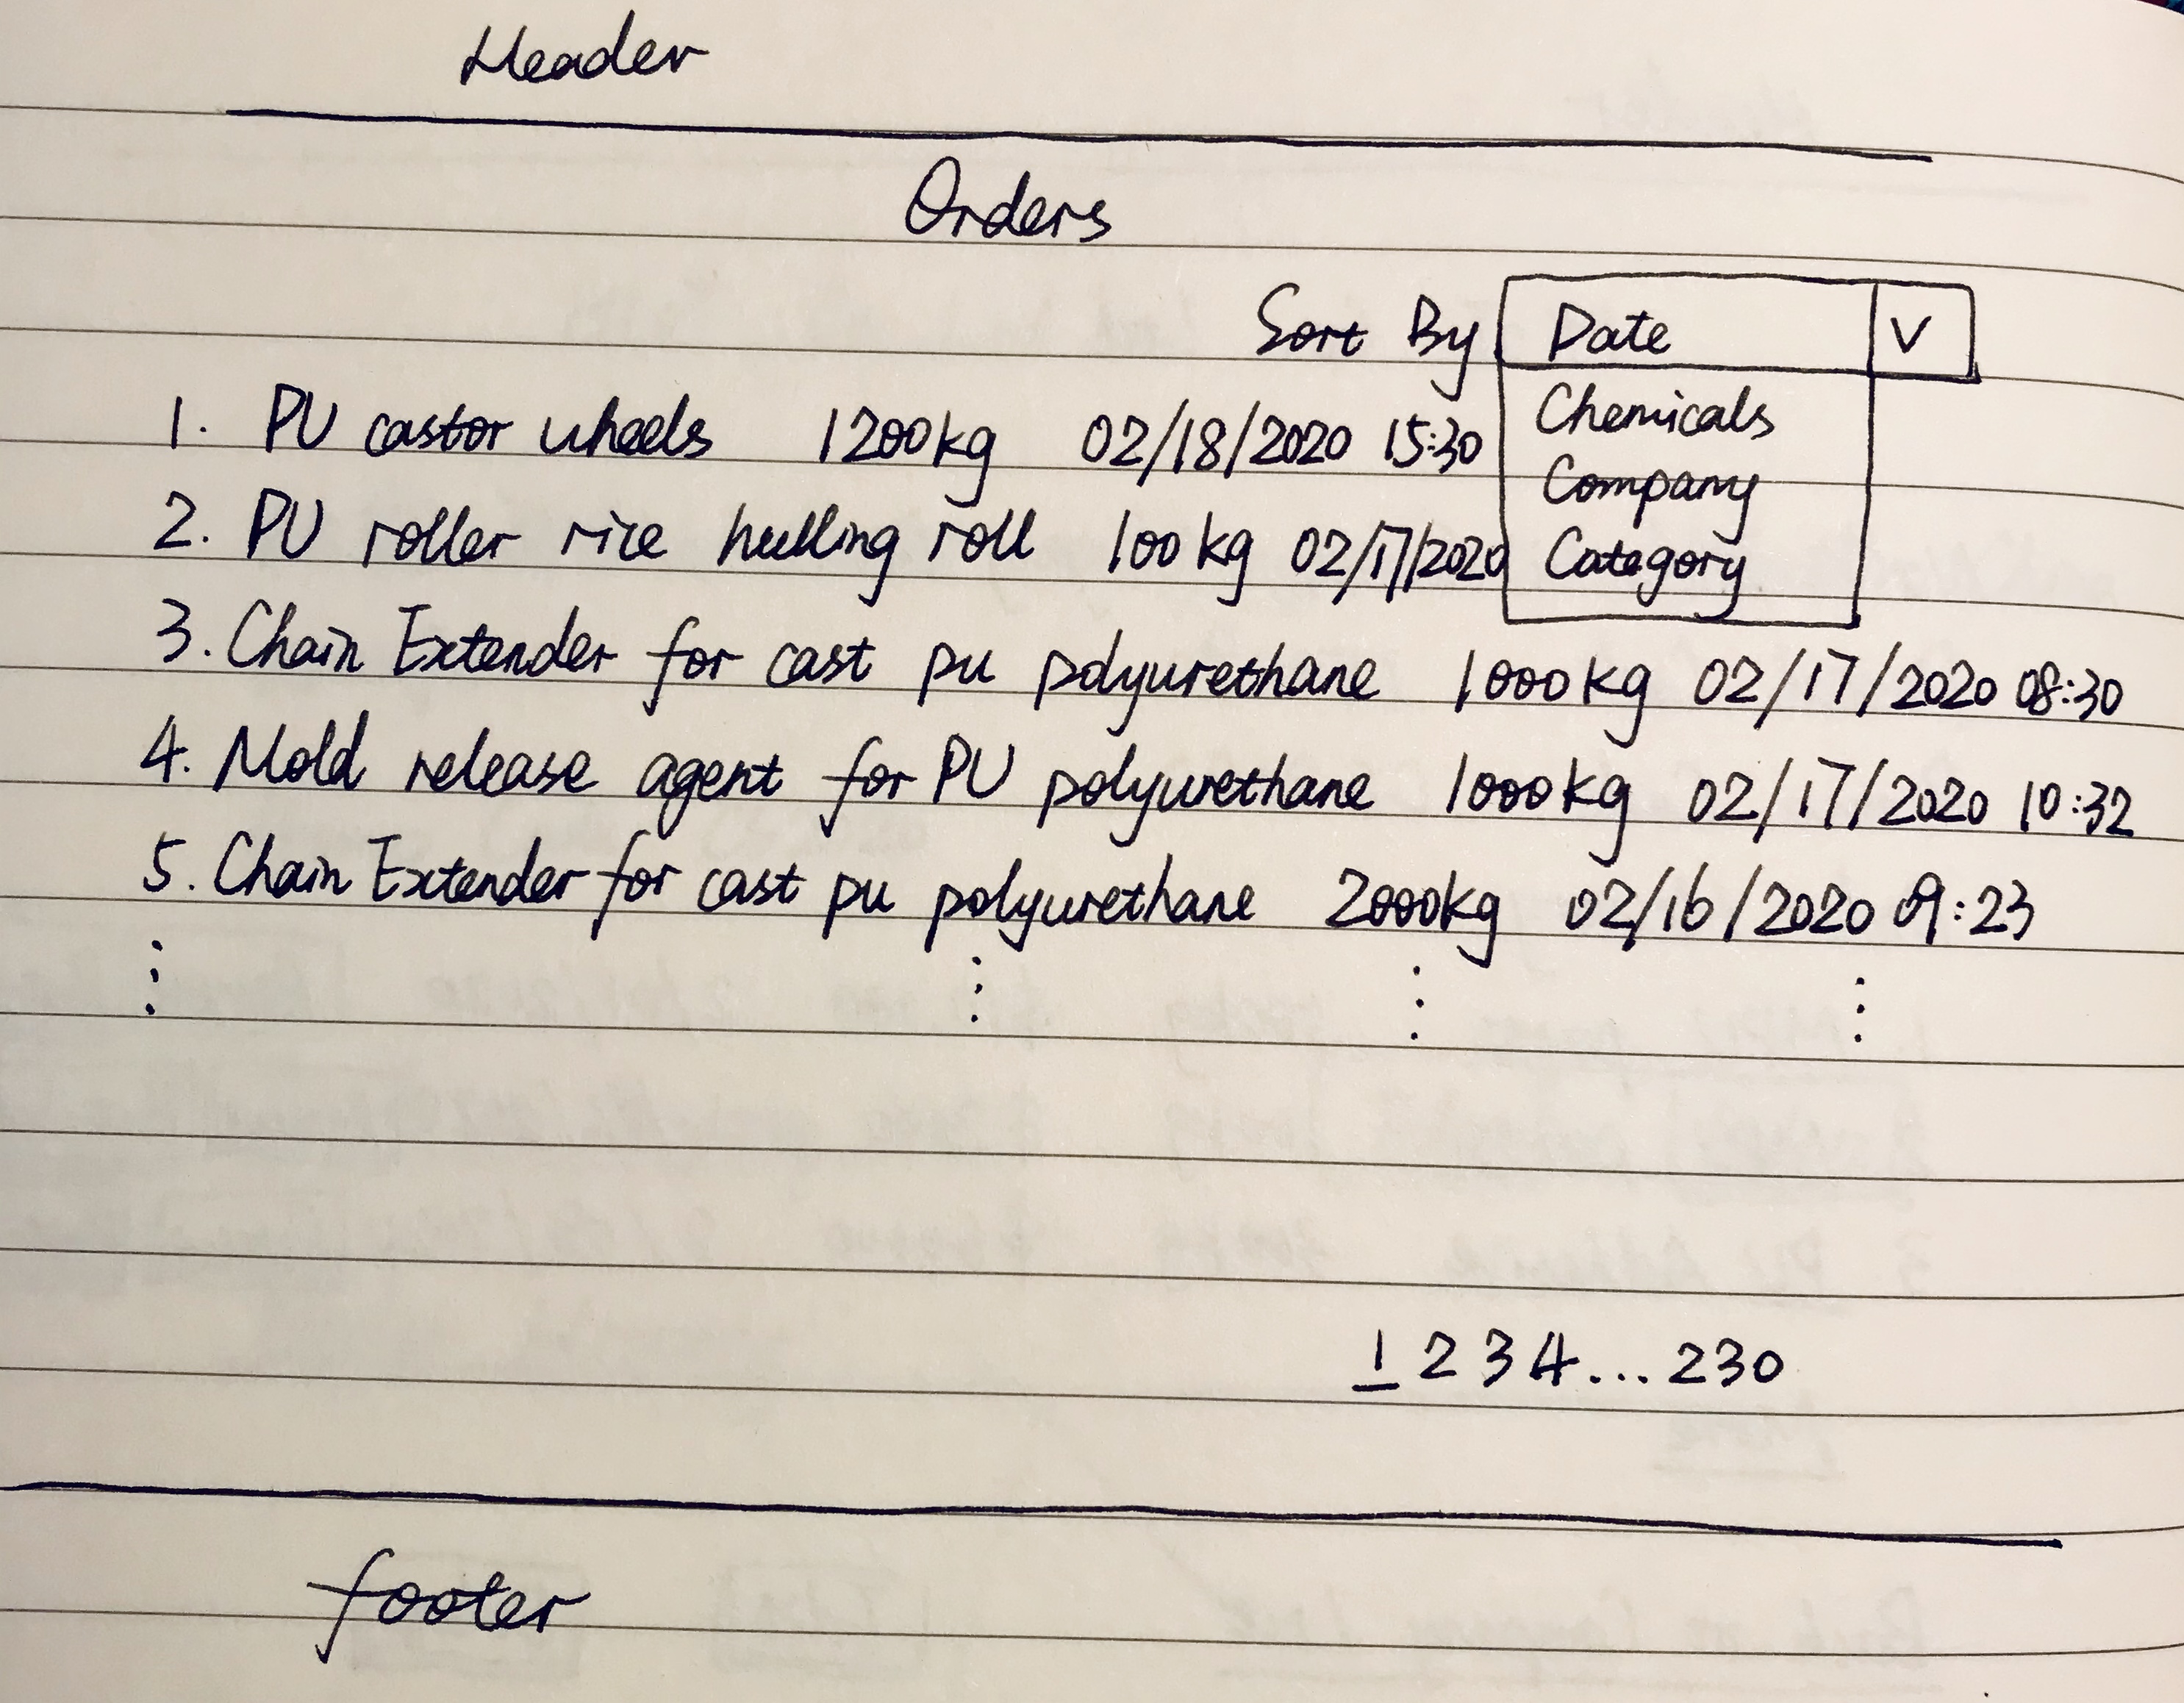 Header
Orders
Sort By Date V
Chemicals
Company
Category
1. PU castor wheels 1200kg 02/18/2020 15:30
2. PU roller rice hulling roll 100kg 02/17/2020
3. Chain Extender for cast pu polyurethane 1000kg 02/17/2020 08:30
4. Mold release agent for PU polyurethane 1000kg 02/17/2020 10:32
5. Chain Extender for cast pu polyurethane 2000kg 02/16/2020 09:23
1 2 3 4 ... 230
footer